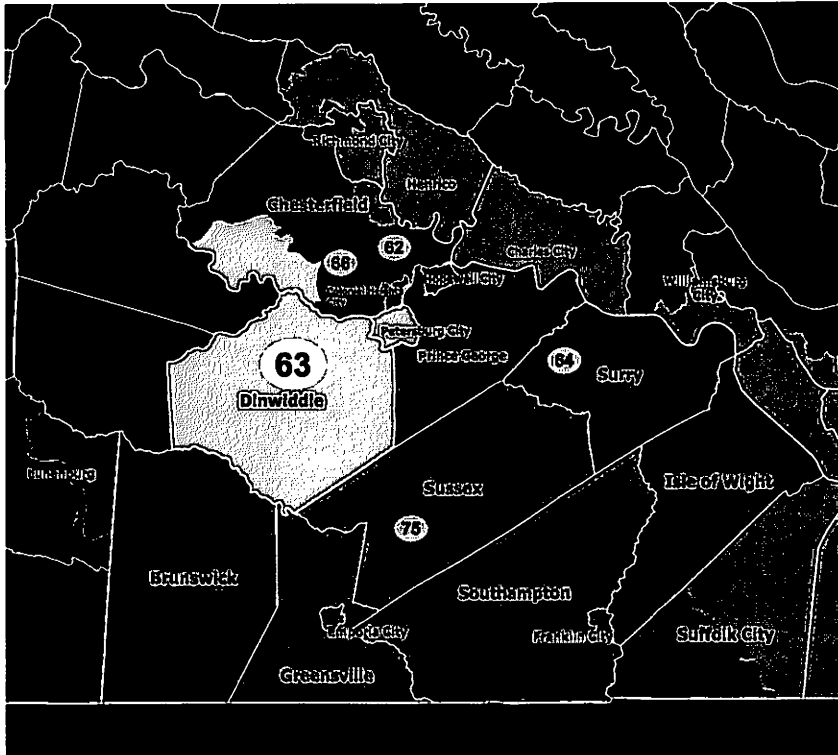 Richmond City
Henrico
Chesterfield
62
66
Charles City
Hopewell City
Petersburg City
Prince George
63
Dinwiddie
64
Surry
Lunenburg
Sussex
Isle of Wight
75
Brunswick
Southampton
Emporia City
Franklin City
Suffolk City
Greensville